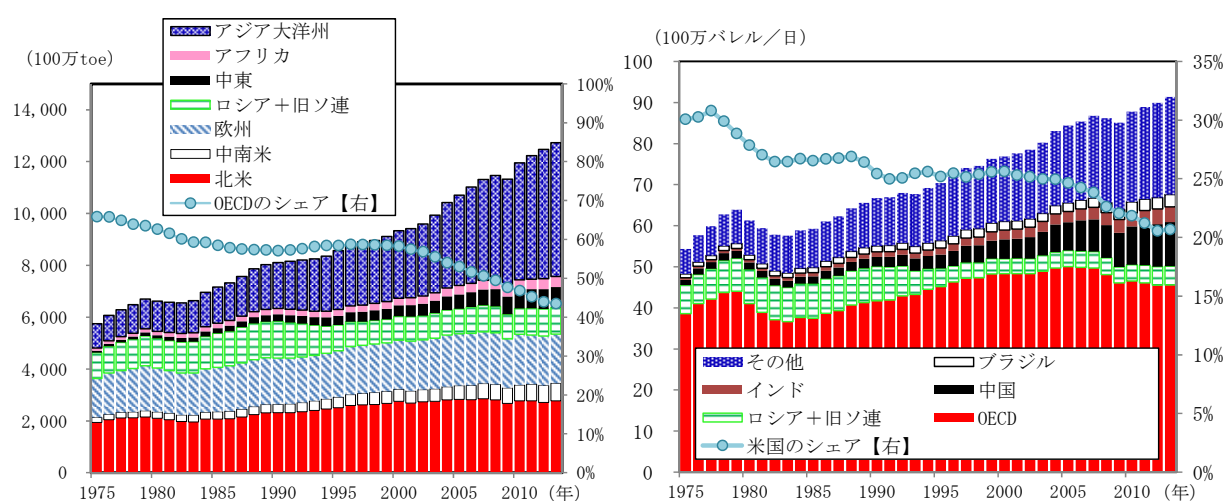 (100万toe)
アジア大洋州
アフリカ
中東
ロシア＋旧ソ連
欧州
中南米
北米
OECDのシェア【右】
14,000
12,000
10,000
8,000
6,000
4,000
2,000
0
100%
90%
80%
70%
60%
50%
40%
30%
20%
10%
0%
1975 1980 1985 1990 1995 2000 2005 2010 (年)
(100万バレル／日)
100
90
80
70
60
50
40
30
20
10
0
35%
30%
25%
20%
15%
10%
5%
0%
その他 ブラジル
インド 中国
ロシア＋旧ソ連 OECD
米国のシェア【右】
1975 1980 1985 1990 1995 2000 2005 2010 (年)